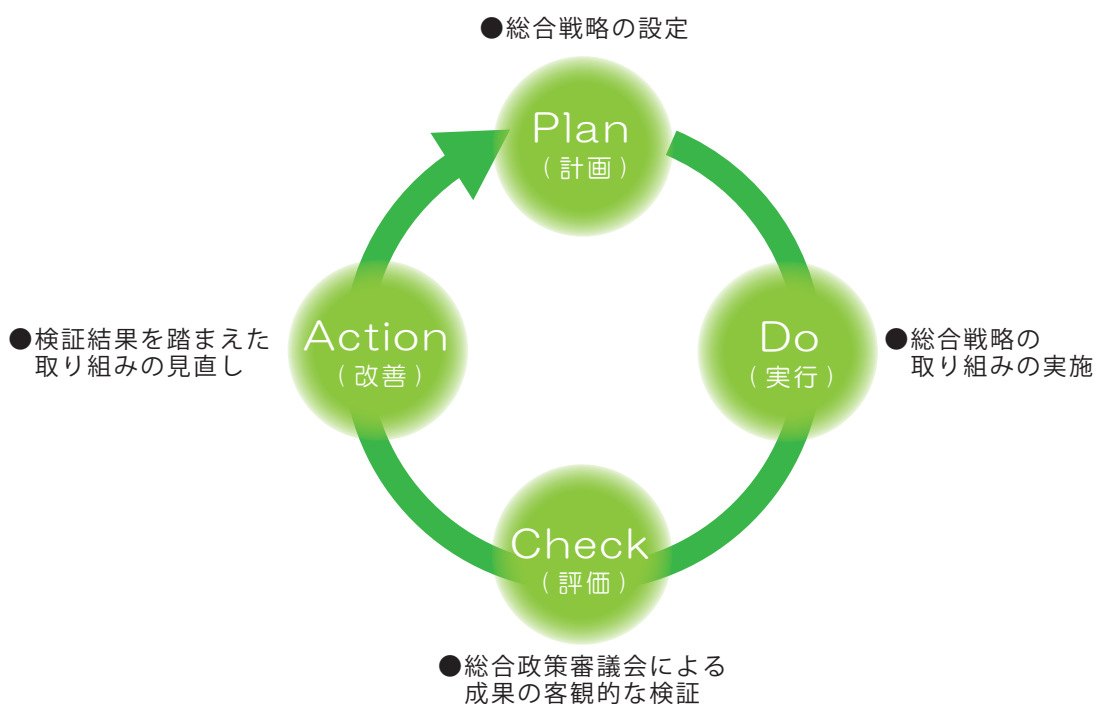 ●総合戦略の設定
Plan
(計画)
Do
(実行)
●総合戦略の
取り組みの実施
Check
(評価)
●総合政策審議会による
成果の客観的な検証
Action
(改善)
●検証結果を踏まえた
取り組みの見直し